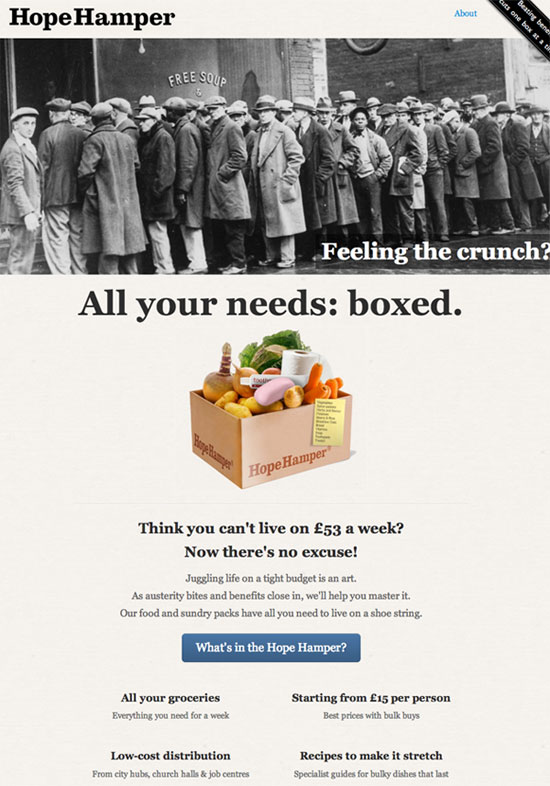 HopeHamper
About
Beating bene
cuts one box at a ti
FREE SOUP
&
Feeling the crunch?
All your needs: boxed.
HopeHamper
HopeHamper
Think you can't live on £53 a week?
Now there's no excuse!
Juggling life on a tight budget is an art.
As austerity bites and benefits close in, we'll help you master it.
Our food and sundry packs have all you need to live on a shoe string.
What's in the Hope Hamper?
All your groceries
Everything you need for a week
Starting from £15 per person
Best prices with bulk buys
Low-cost distribution
From city hubs, church halls & job centres
Recipes to make it stretch
Specialist guides for bulky dishes that last